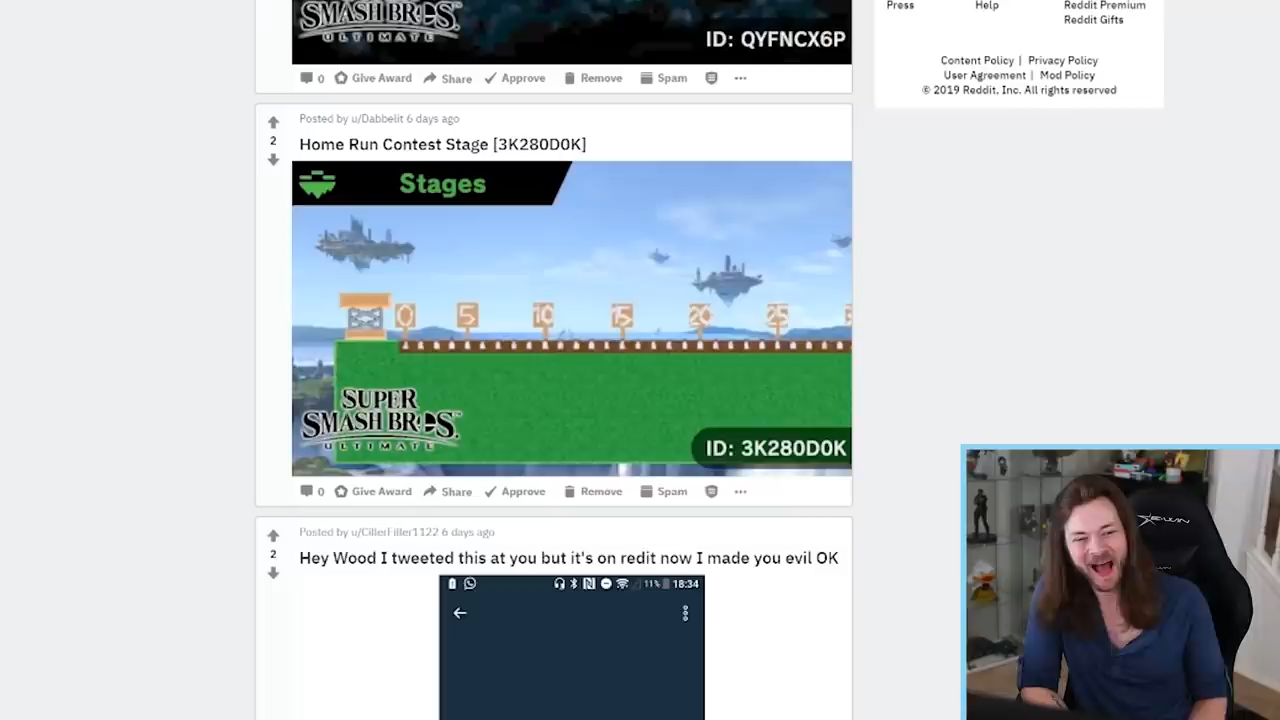 SMASH BROS.
ULTIMATE
ID: QYFNCX6P
0 Give Award Share Approve Remove Spam
Press Help Reddit Premium
Reddit Gifts
Content Policy | Privacy Policy
User Agreement | Mod Policy
© 2019 Reddit, Inc. All rights reserved
Posted by u/Dabbelit 6 days ago
2
Home Run Contest Stage [3K280D0K]
Stages
0 5 10 15 20 25
SUPER
SMASH BROS.™
ULTIMATE
ID: 3K280D0K
0 Give Award Share Approve Remove Spam
Posted by u/CillerFiller1122 6 days ago
2
Hey Wood I tweeted this at you but it's on redit now I made you evil OK
11% 18:34